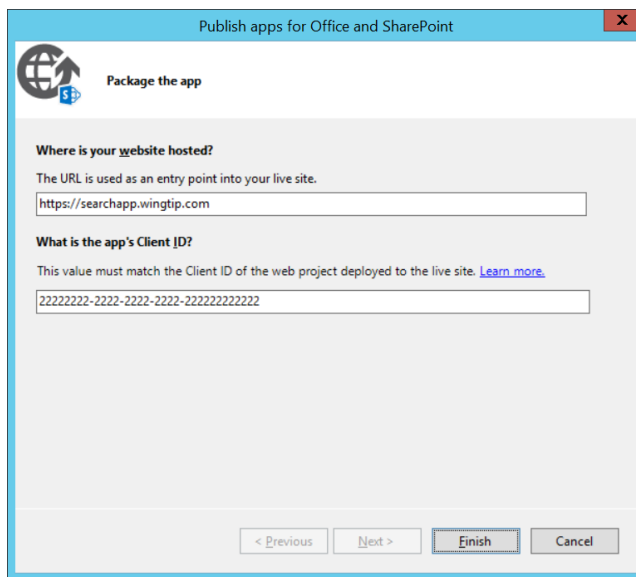 Publish apps for Office and SharePoint
X
S
Package the app
Where is your website hosted?
The URL is used as an entry point into your live site.
https://searchapp.wingtip.com
What is the app's Client ID?
This value must match the Client ID of the web project deployed to the live site. Learn more.
22222222-2222-2222-2222-222222222222
< Previous Next > Finish Cancel